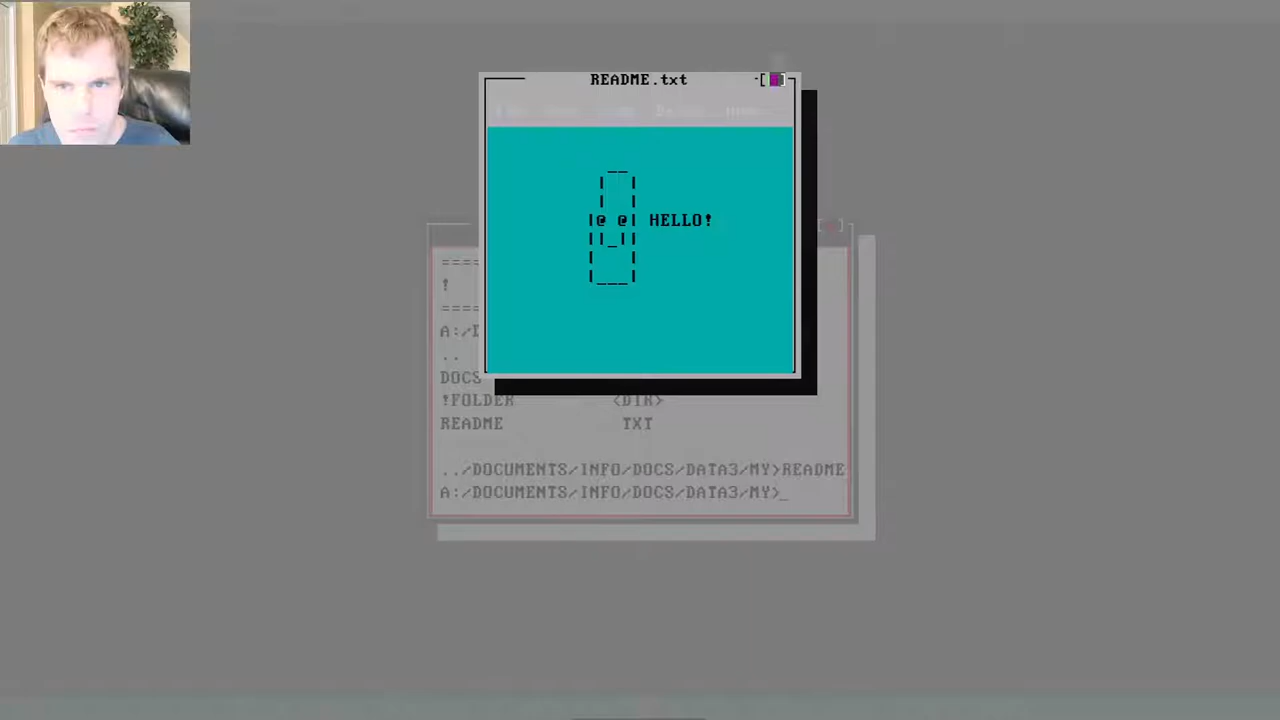 README.txt
HELLO!
====
!
====
A:/D
..
DOCS
!FOLDER <DIR>
README TXT
../DOCUMENTS/INFO/DOCS/DATA3/MY>README
A:/DOCUMENTS/INFO/DOCS/DATA3/MY>_